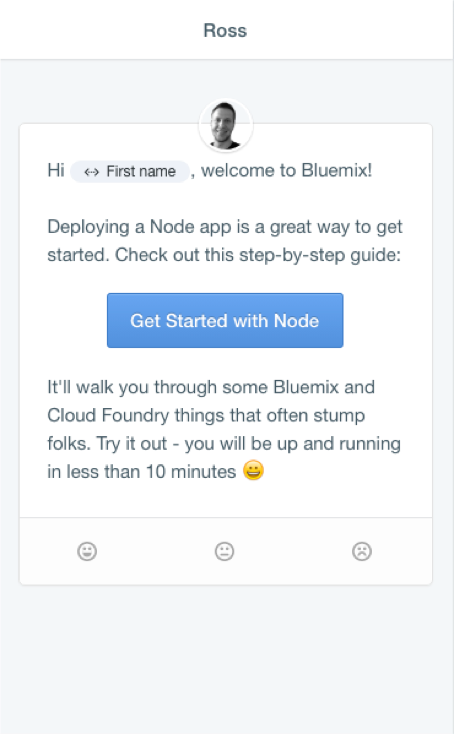 Ross
Hi ↔ First name , welcome to Bluemix!
Deploying a Node app is a great way to get
started. Check out this step-by-step guide:
Get Started with Node
It'll walk you through some Bluemix and
Cloud Foundry things that often stump
folks. Try it out - you will be up and running
in less than 10 minutes 😀